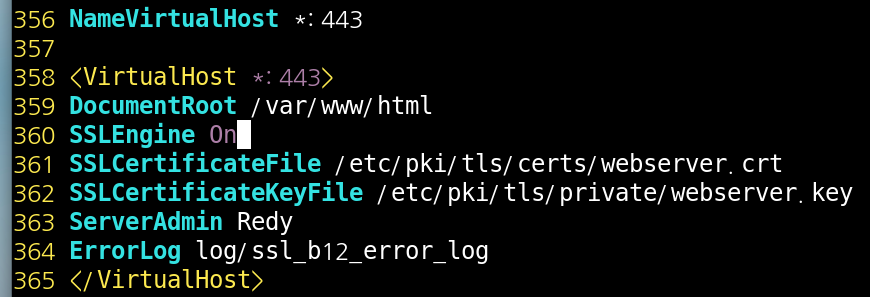 356 NameVirtualHost *:443
357
358 <VirtualHost *:443>
359 DocumentRoot /var/www/html
360 SSLEngine On
361 SSLCertificateFile /etc/pki/tls/certs/webserver.crt
362 SSLCertificateKeyFile /etc/pki/tls/private/webserver.key
363 ServerAdmin Redy
364 ErrorLog log/ssl_b12_error_log
365 </VirtualHost>